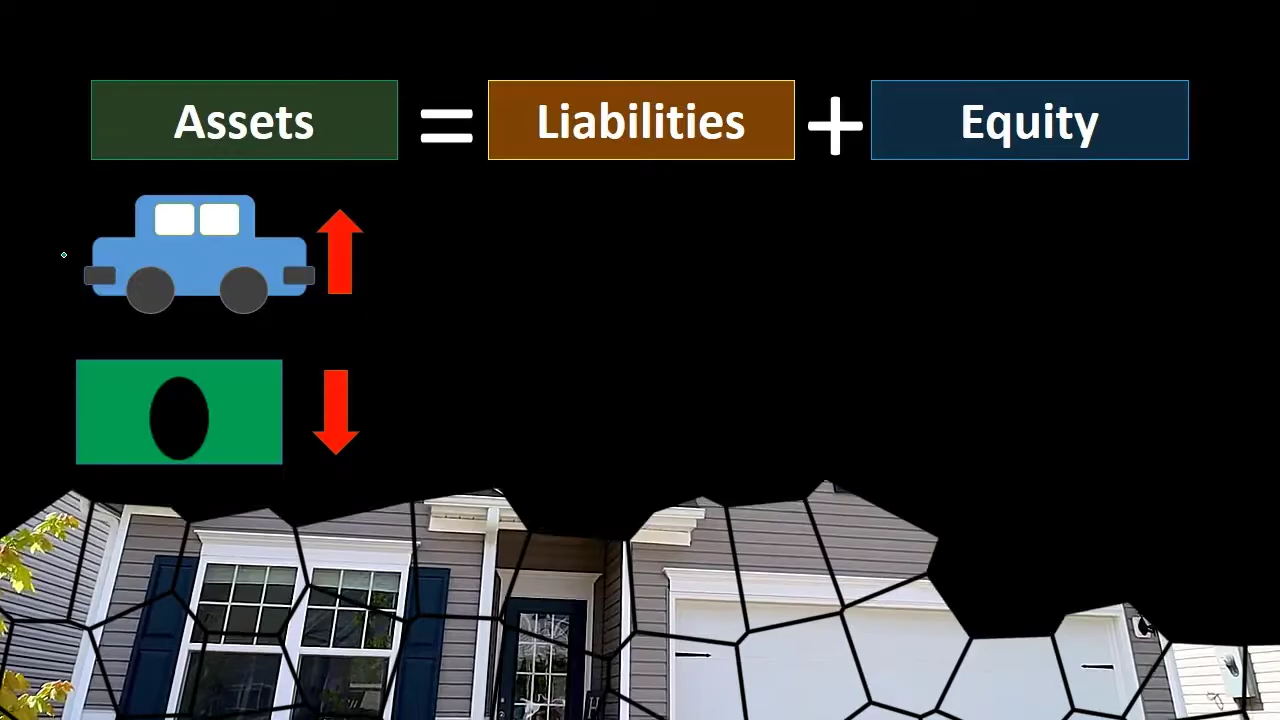 Assets = Liabilities + Equity